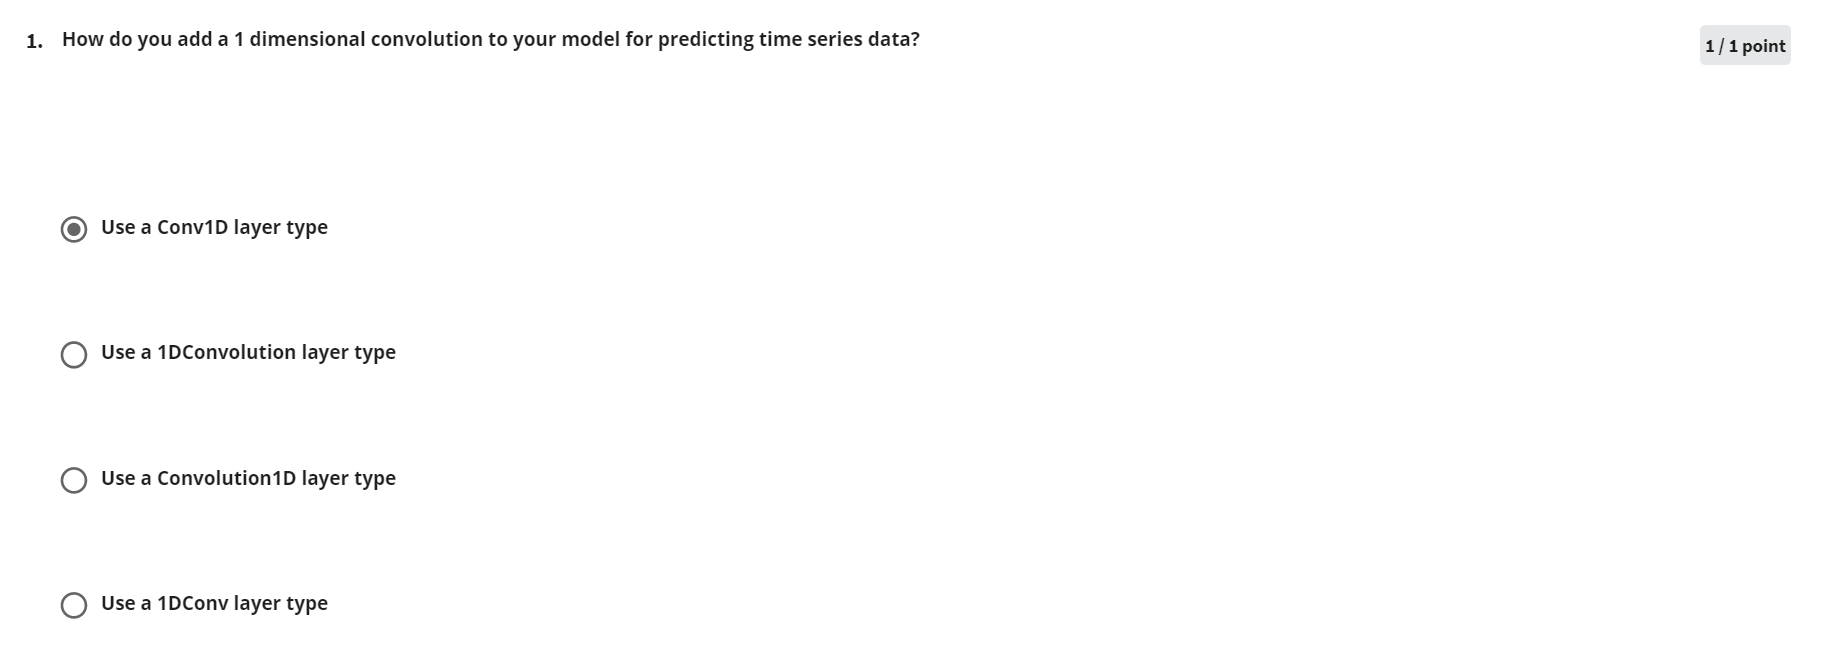 1. How do you add a 1 dimensional convolution to your model for predicting time series data?
1 / 1 point
Use a Conv1D layer type
Use a 1DConvolution layer type
Use a Convolution1D layer type
Use a 1DConv layer type